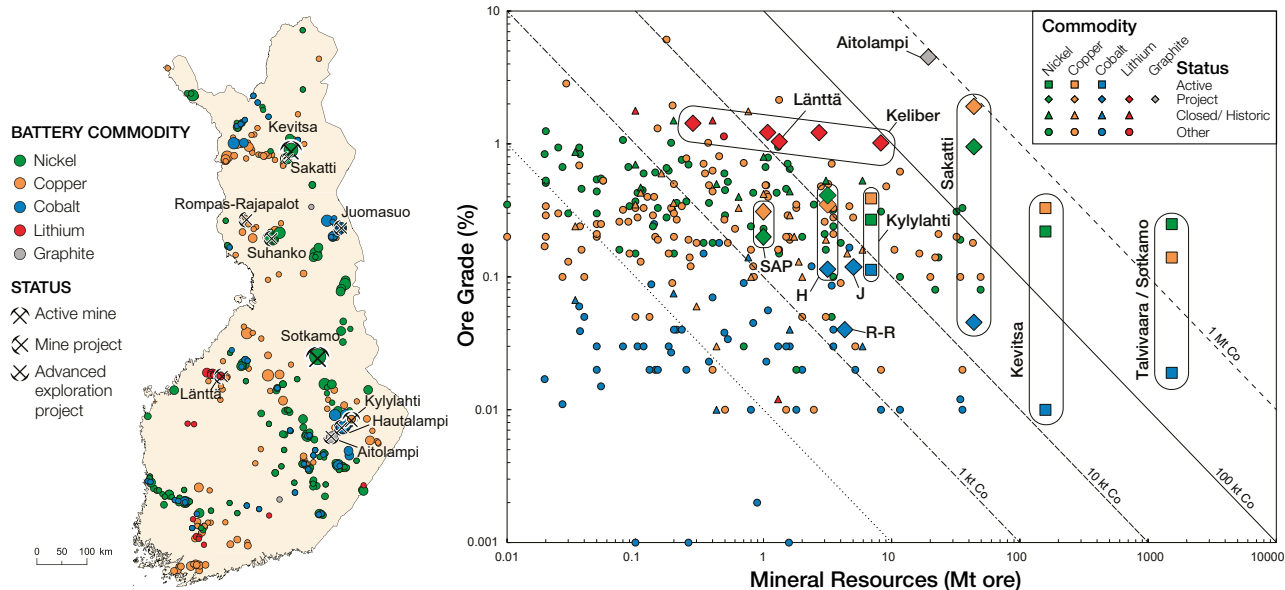 BATTERY COMMODITY
Nickel
Copper
Cobalt
Lithium
Graphite
STATUS
Active mine
Mine project
Advanced
exploration
project
0 50 100 km
Kevitsa
Sakatti
Rompas-Rajapalot
Juomasuo
Suhanko
Sotkamo
Länttä
Kylylahti
Hautalampi
Aitolampi
Ore Grade (%)
10
1
0.1
0.01
0.001
0.01
0.1
1
10
100
1000
10000
Mineral Resources (Mt ore)
Aitolampi
Länttä
Keliber
Sakatti
Kylylahti
SAP
H
J
R-R
Kevitsa
Talvivaara / Sotkamo
1 kt Co
10 kt Co
100 kt Co
1 Mt Co
Commodity
Nickel
Copper
Cobalt
Lithium
Graphite
Status
Active
Project
Closed/ Historic
Other